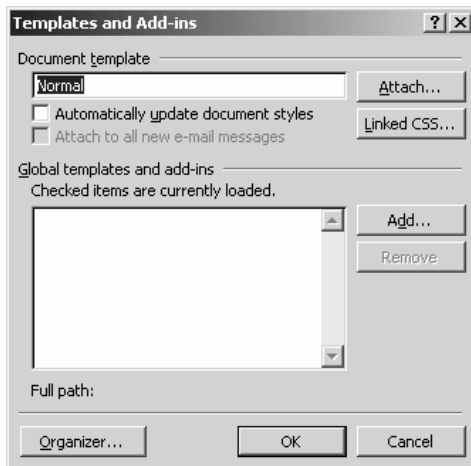 Templates and Add-ins
Document template
Normal
Attach...
Automatically update document styles
Attach to all new e-mail messages
Linked CSS...
Global templates and add-ins
Checked items are currently loaded.
Add...
Remove
Full path:
Organizer...
OK
Cancel